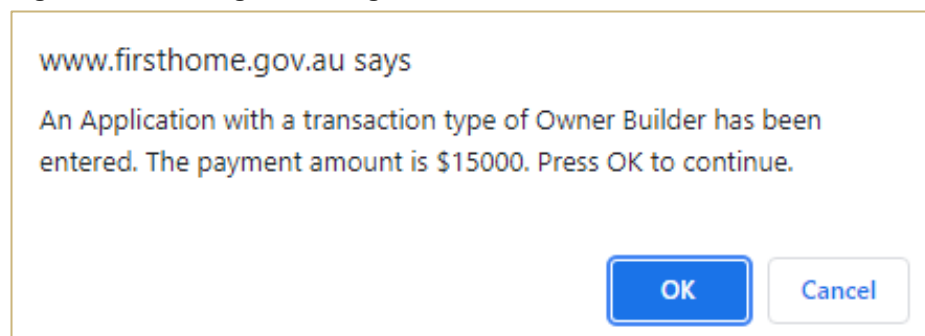 www.firsthome.gov.au says
An Application with a transaction type of Owner Builder has been
entered. The payment amount is $15000. Press OK to continue.
OK
Cancel